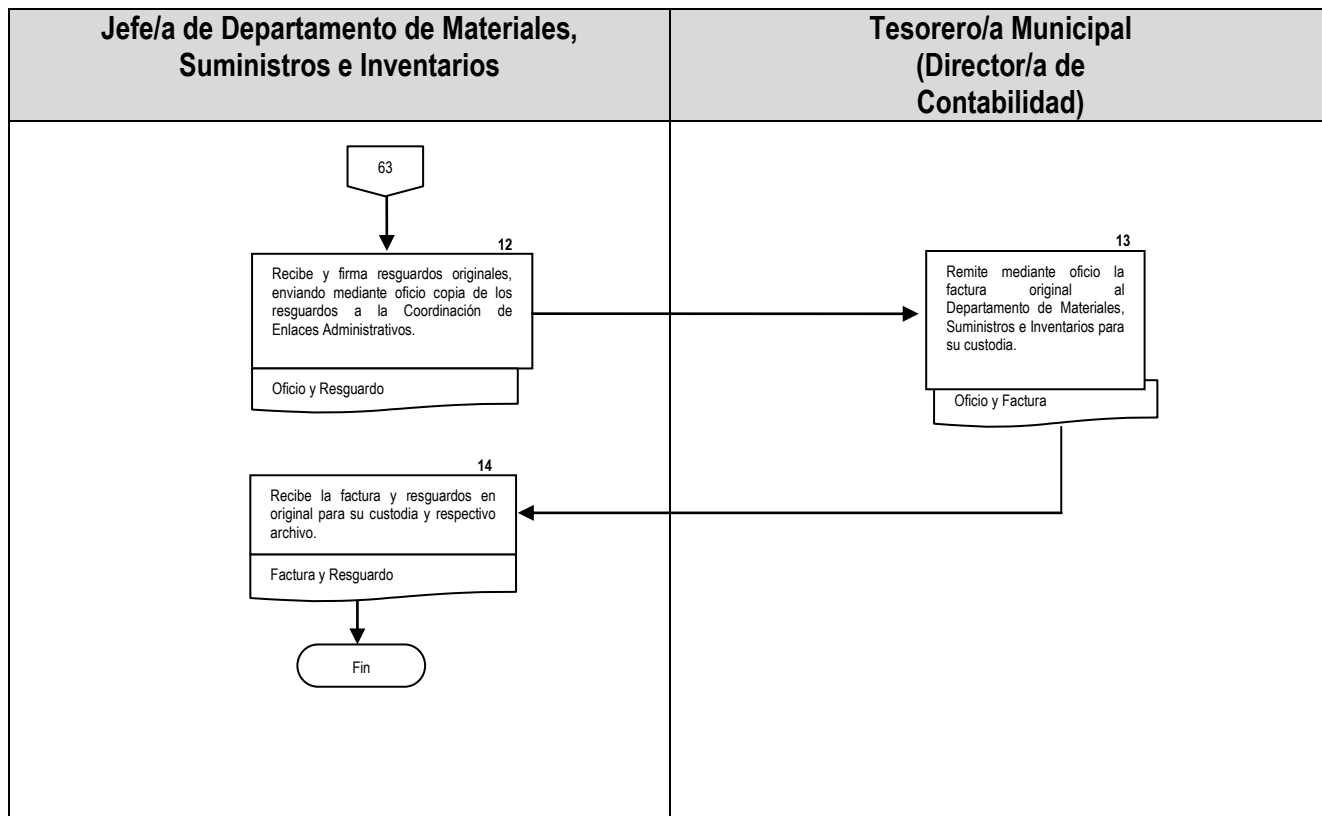 Jefe/a de Departamento de Materiales,
Suministros e Inventarios
Tesorero/a Municipal
(Director/a de
Contabilidad)
63
12
Recibe y firma resguardos originales,
enviando mediante oficio copia de los
resguardos a la Coordinación de
Enlaces Administrativos.
Oficio y Resguardo
13
Remite mediante oficio la
factura original al
Departamento de Materiales,
Suministros e Inventarios para
su custodia.
Oficio y Factura
14
Recibe la factura y resguardos en
original para su custodia y respectivo
archivo.
Factura y Resguardo
Fin